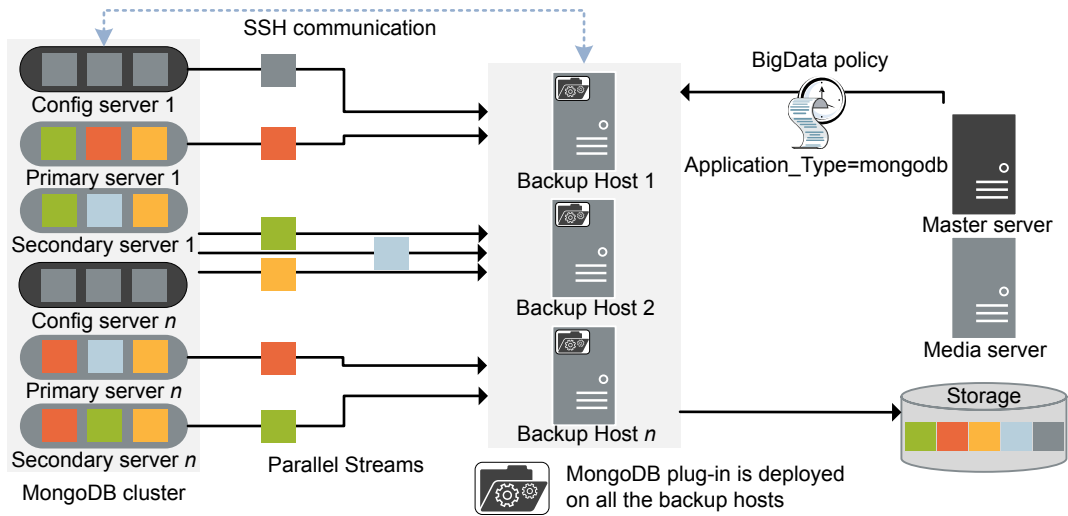 SSH communication
BigData policy
Config server 1
Primary server 1
Backup Host 1
Application_Type=mongodb
Secondary server 1
Master server
Config server n
Backup Host 2
Primary server n
Media server
Secondary server n
Backup Host n
Storage
Parallel Streams
MongoDB cluster
MongoDB plug-in is deployed
on all the backup hosts